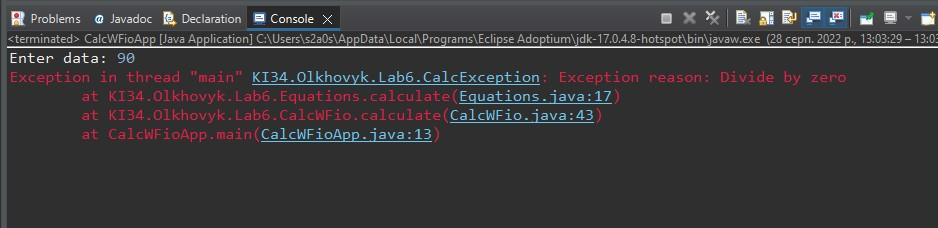 Problems @ Javadoc Declaration Console
<terminated> CalcWFioApp [Java Application] C:\Users\s2a0s\AppData\Local\Programs\Eclipse Adoptium\jdk-17.0.4.8-hotspot\bin\javaw.exe (28 серп. 2022 р., 13:03:29 – 13:03
Enter data: 90
Exception in thread "main" KI34.Olkhovyk.Lab6.CalcException: Exception reason: Divide by zero
at KI34.Olkhovyk.Lab6.Equations.calculate(Equations.java:17)
at KI34.Olkhovyk.Lab6.CalcWFio.calculate(CalcWFio.java:43)
at CalcWFioApp.main(CalcWFioApp.java:13)